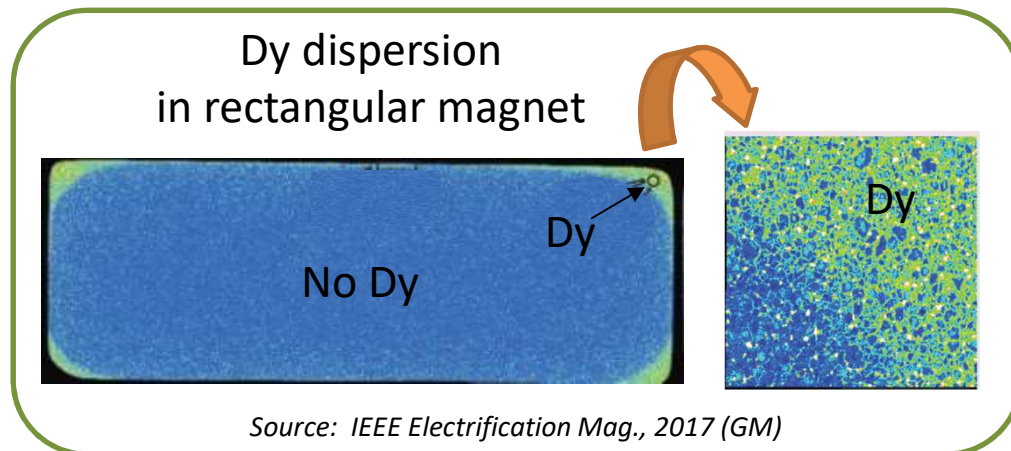 Dy dispersion
in rectangular magnet
Dy
No Dy
Dy
Source: IEEE Electrification Mag., 2017 (GM)